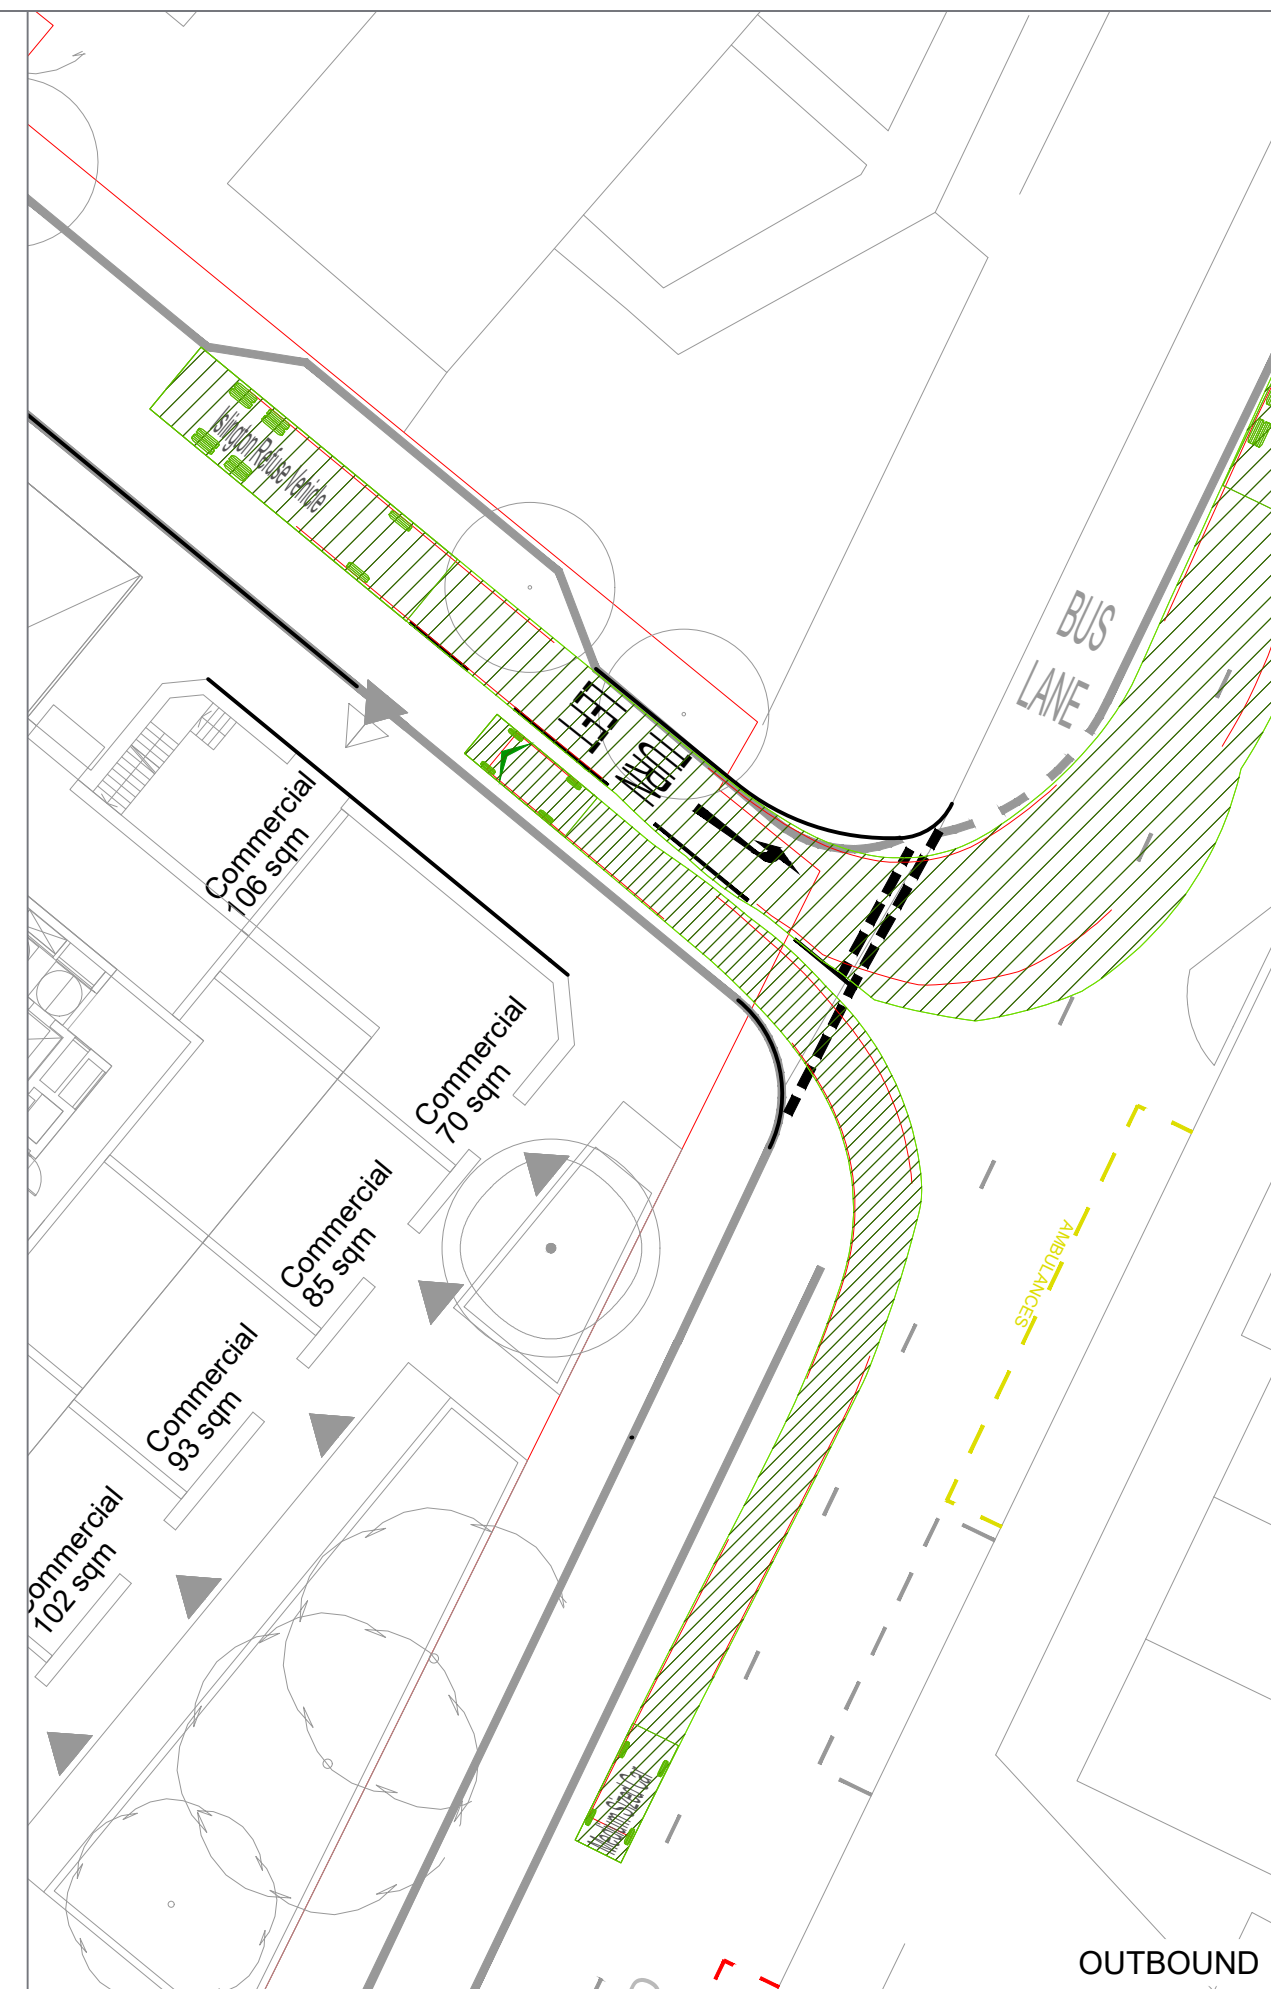 Islington Refuse Vehicle
BUS
LANE
LEFT
TURN
Commercial
106 sqm
Commercial
70 sqm
Commercial
85 sqm
Commercial
93 sqm
ommercial
102 sqm
AMBULANCES
OUTBOUND